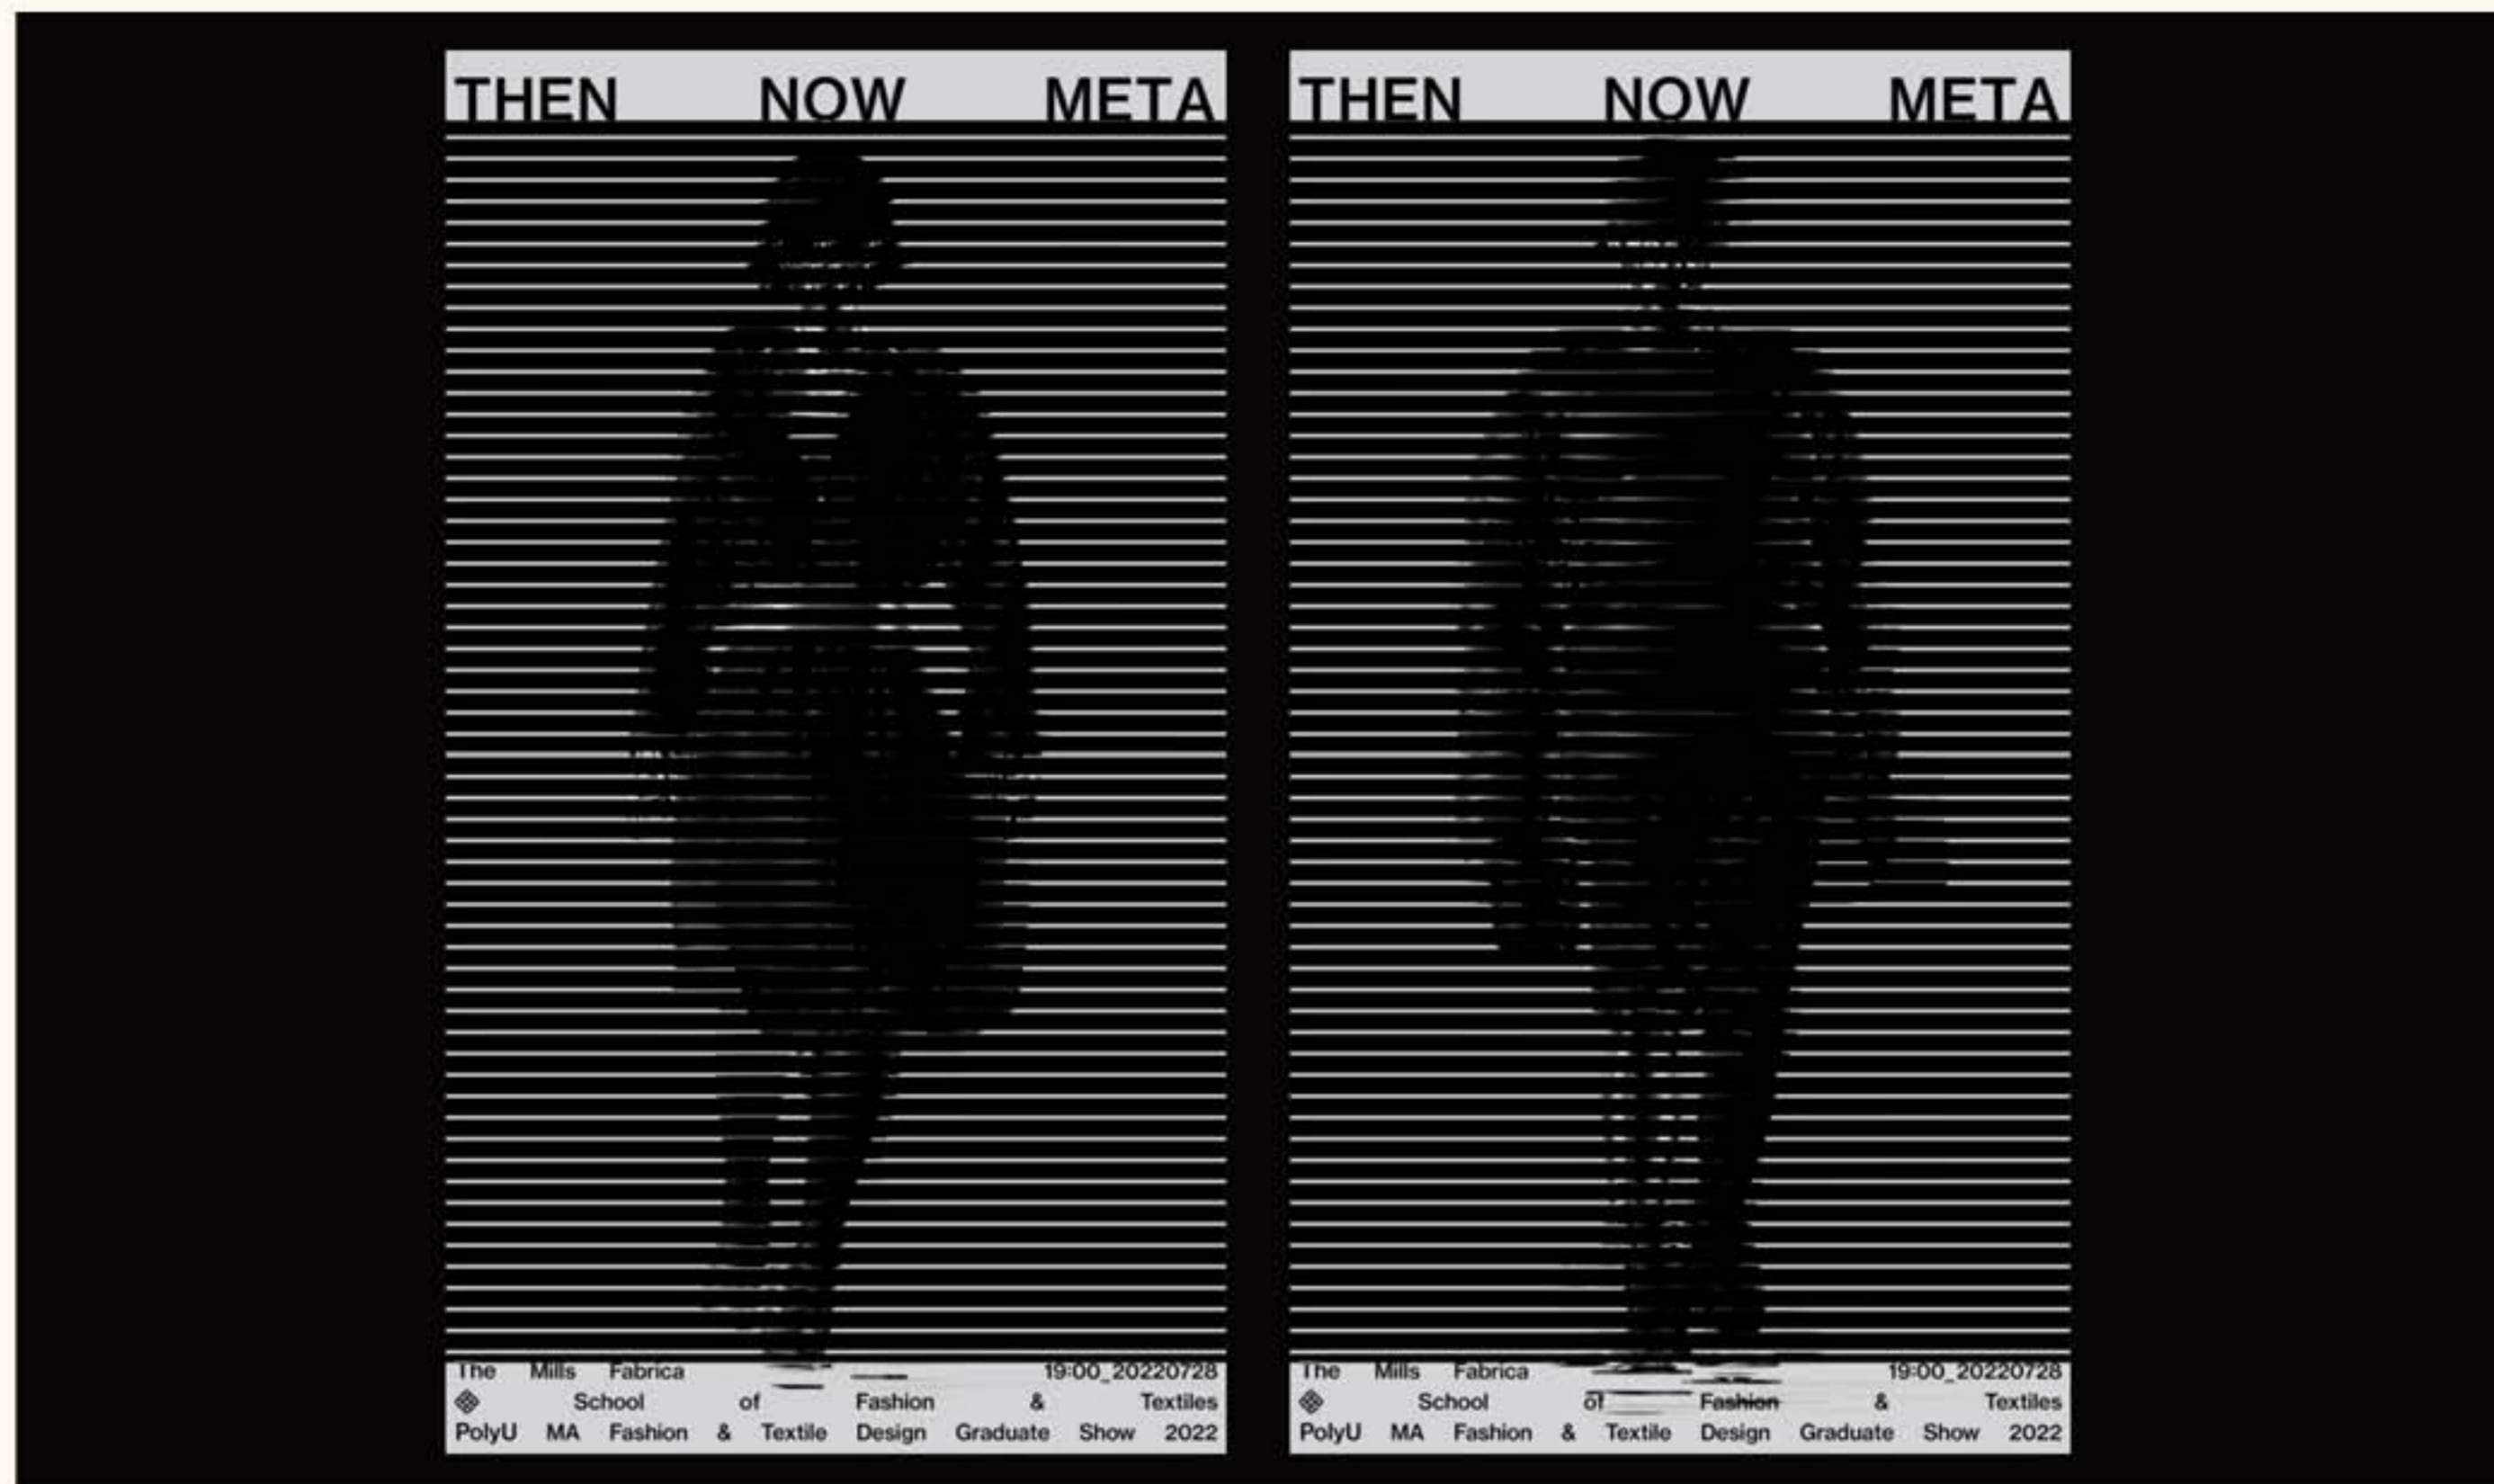 THEN NOW META
The Mills Fabrica 19:00_20220728
School of Fashion & Textiles
PolyU MA Fashion & Textile Design Graduate Show 2022
THEN NOW META
The Mills Fabrica 19:00_20220728
School of Fashion & Textiles
PolyU MA Fashion & Textile Design Graduate Show 2022